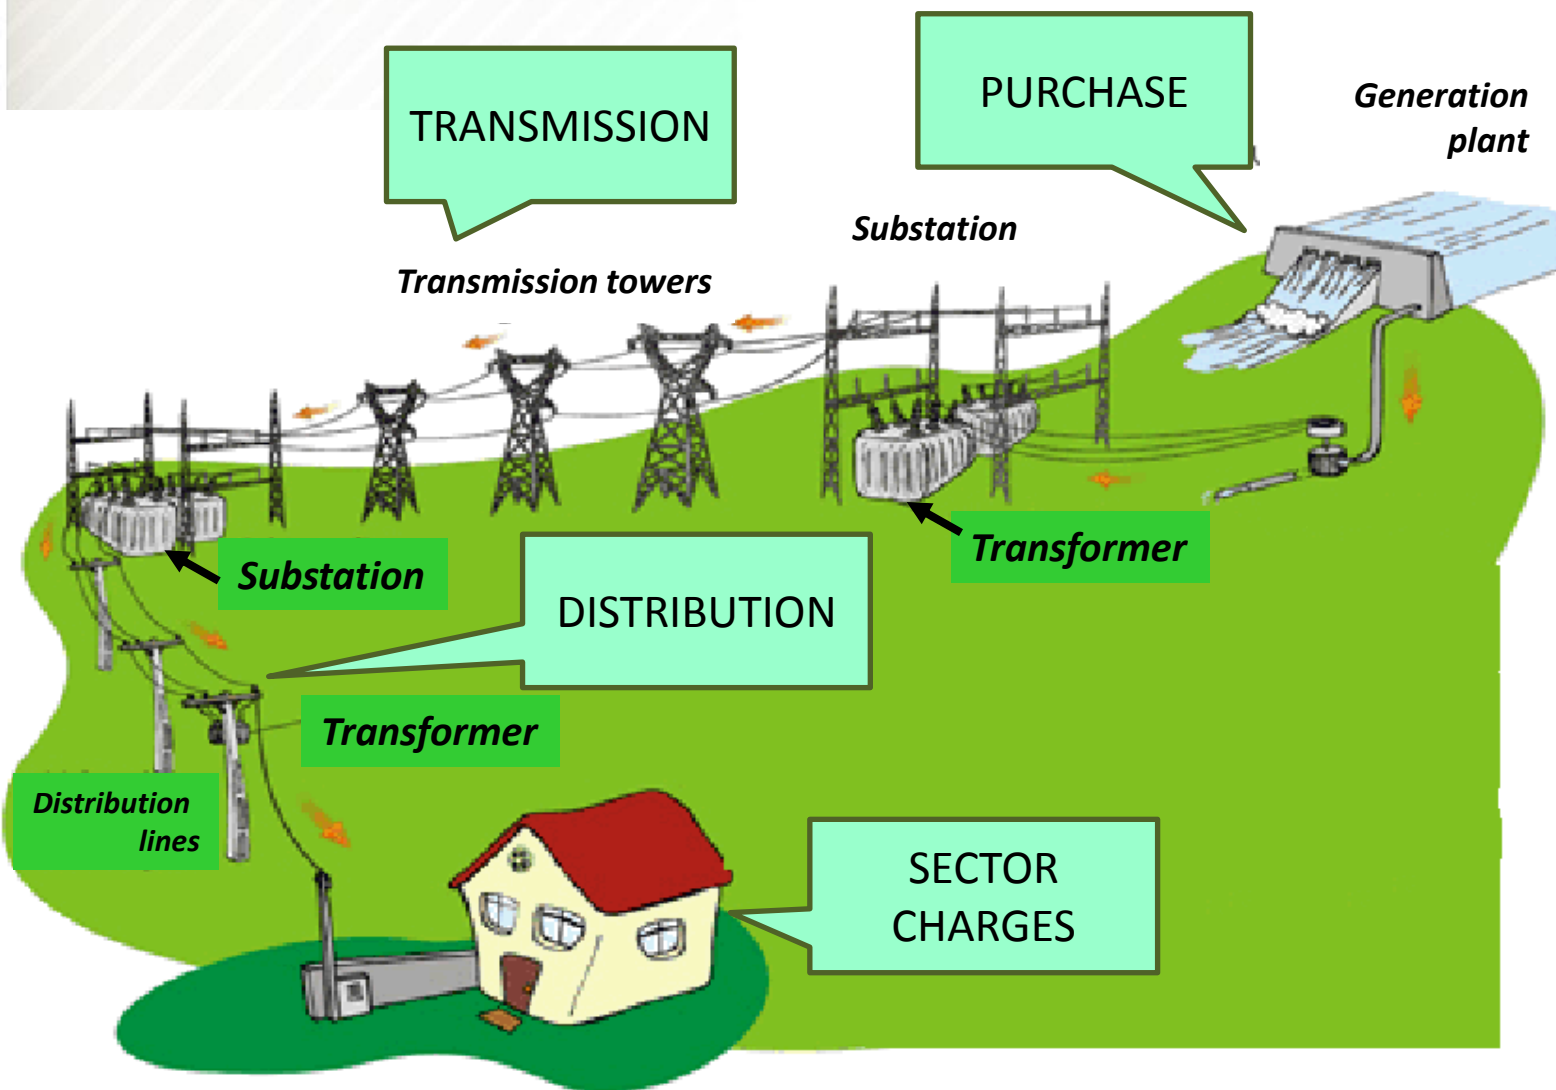 TRANSMISSION
PURCHASE
Generation
plant
Substation
Transmission towers
Transformer
Substation
DISTRIBUTION
Transformer
Distribution
lines
SECTOR
CHARGES